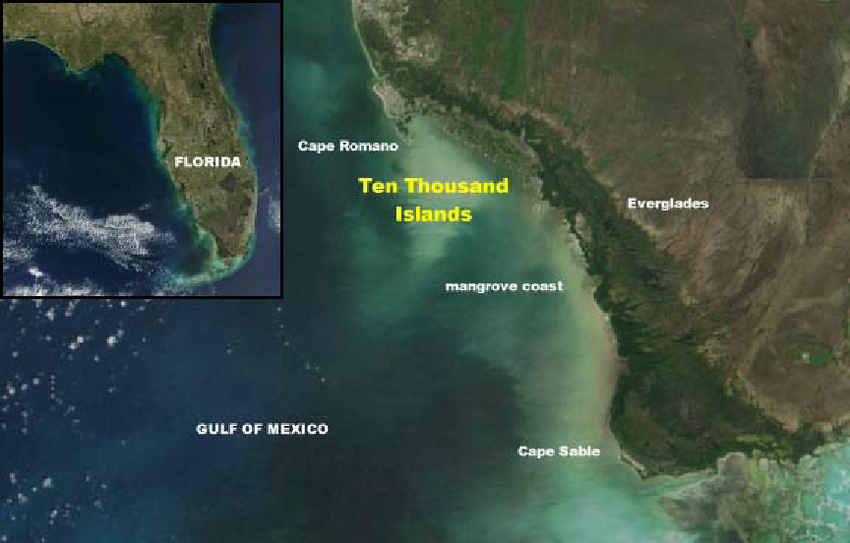 FLORIDA
Cape Romano
Ten Thousand
Islands
Everglades
mangrove coast
GULF OF MEXICO
Cape Sable